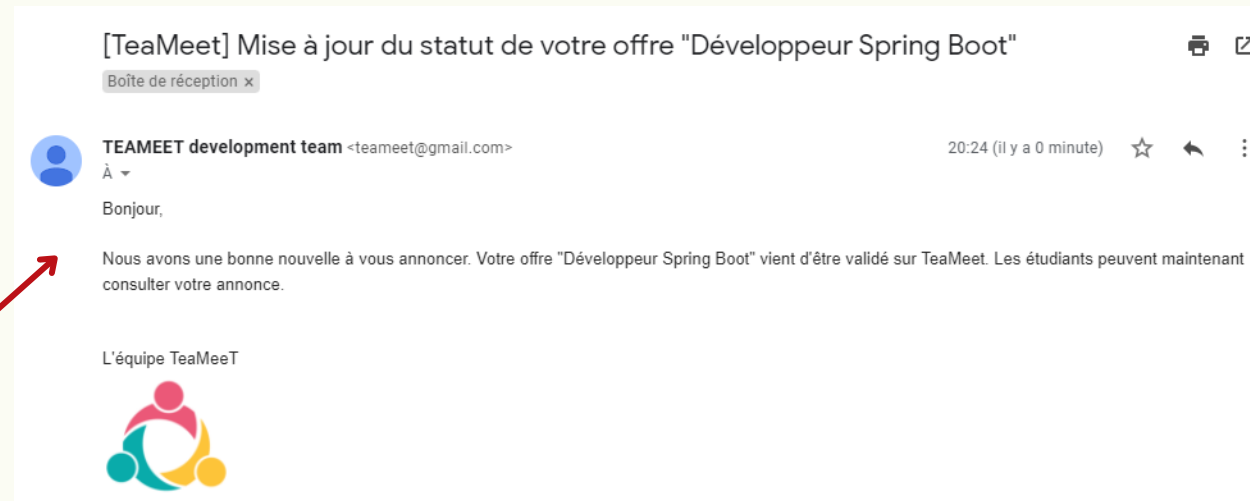 [TeaMeet] Mise à jour du statut de votre offre "Développeur Spring Boot"
Boîte de réception ×
TEAMEET development team <teameet@gmail.com> 20:24 (il y a 0 minute)
À
Bonjour,
Nous avons une bonne nouvelle à vous annoncer. Votre offre "Développeur Spring Boot" vient d'être validé sur TeaMeet. Les étudiants peuvent maintenant
consulter votre annonce.
L'équipe TeaMeeT